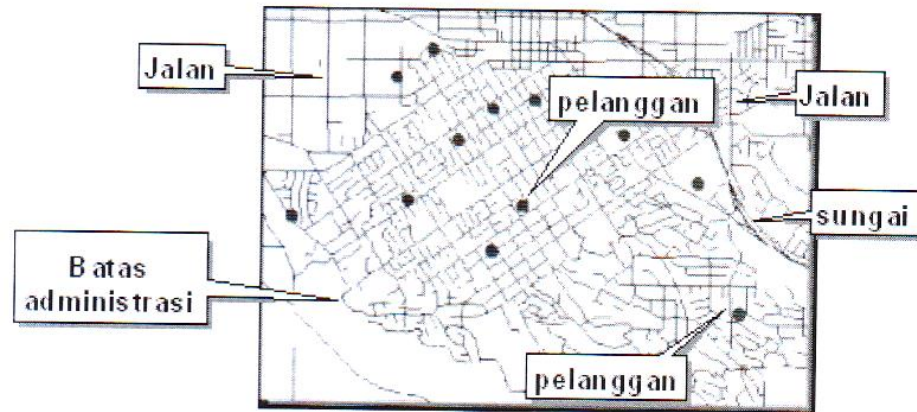 Jalan
pelanggan
Jalan
sungai
Batas
administrasi
pelanggan